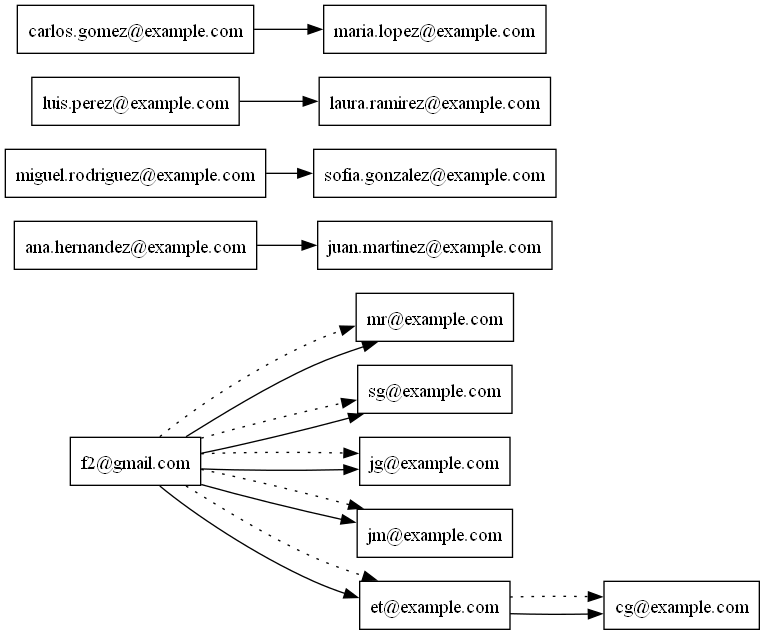 carlos.gomez@example.com
maria.lopez@example.com
luis.perez@example.com
laura.ramirez@example.com
miguel.rodriguez@example.com
sofia.gonzalez@example.com
ana.hernandez@example.com
juan.martinez@example.com
mr@example.com
sg@example.com
f2@gmail.com
jg@example.com
jm@example.com
et@example.com
cg@example.com